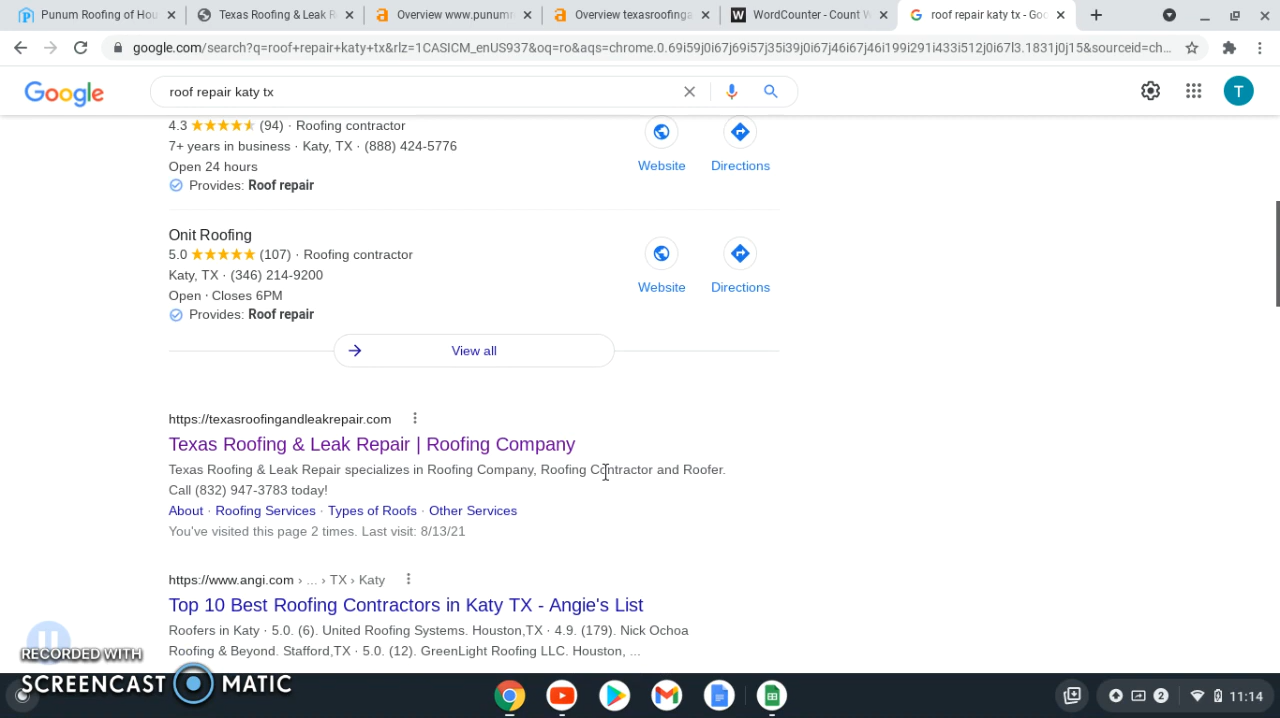 Punum Roofing of Hou
Texas Roofing & Leak R
Overview www.punumr
Overview texasroofinga
WordCounter - Count W
roof repair katy tx - Goo
google.com/search?q=roof+repair+katy+tx&rlz=1CASICM_enUS937&oq=ro&aqs=chrome.0.69i59j0i67j69i57j35i39j0i67j46i67j46i199i291i433i512j0i67l3.1831j0j15&sourceid=ch...
Google
roof repair katy tx
T
4.3 (94) · Roofing contractor
7+ years in business · Katy, TX · (888) 424-5776
Open 24 hours
Website
Directions
Provides: Roof repair
Onit Roofing
5.0 (107) · Roofing contractor
Katy, TX · (346) 214-9200
Website
Directions
Open · Closes 6PM
Provides: Roof repair
View all
https://texasroofingandleakrepair.com
Texas Roofing & Leak Repair | Roofing Company
Texas Roofing & Leak Repair specializes in Roofing Company, Roofing Contractor and Roofer.
Call (832) 947-3783 today!
About · Roofing Services · Types of Roofs · Other Services
You've visited this page 2 times. Last visit: 8/13/21
https://www.angi.com › ... › TX › Katy
Top 10 Best Roofing Contractors in Katy TX - Angie's List
Roofers in Katy · 5.0. (6). United Roofing Systems. Houston,TX · 4.9. (179). Nick Ochoa
Roofing & Beyond. Stafford,TX · 5.0. (12). GreenLight Roofing LLC. Houston, ...
RECORDED WITH
SCREENCAST MATIC
2
11:14